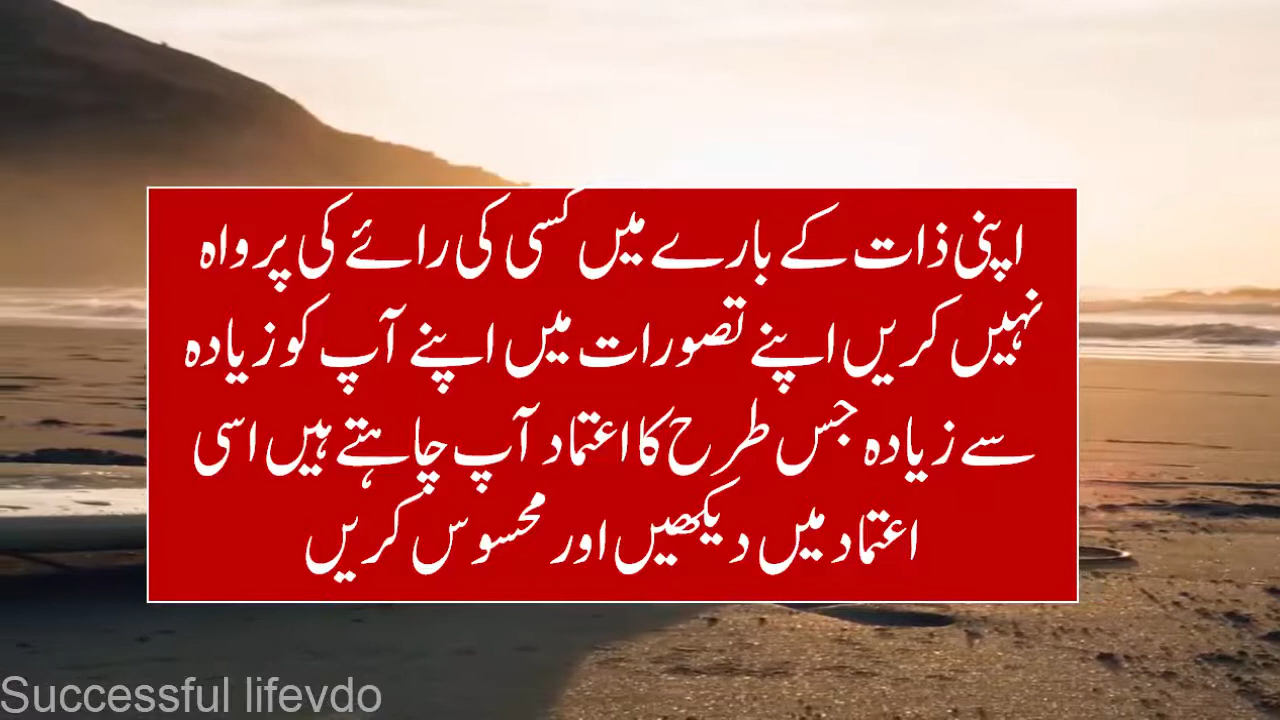 اپنی ذات کے بارے میں کسی کی رائے کی پرواہ
نہیں کریں اپنے تصورات میں اپنے آپ کو زیادہ
سے زیادہ جس طرح کا اعتماد آپ چاہتے ہیں اسی
اعتماد میں دیکھیں اور محسوس کریں
Successful lifevdo